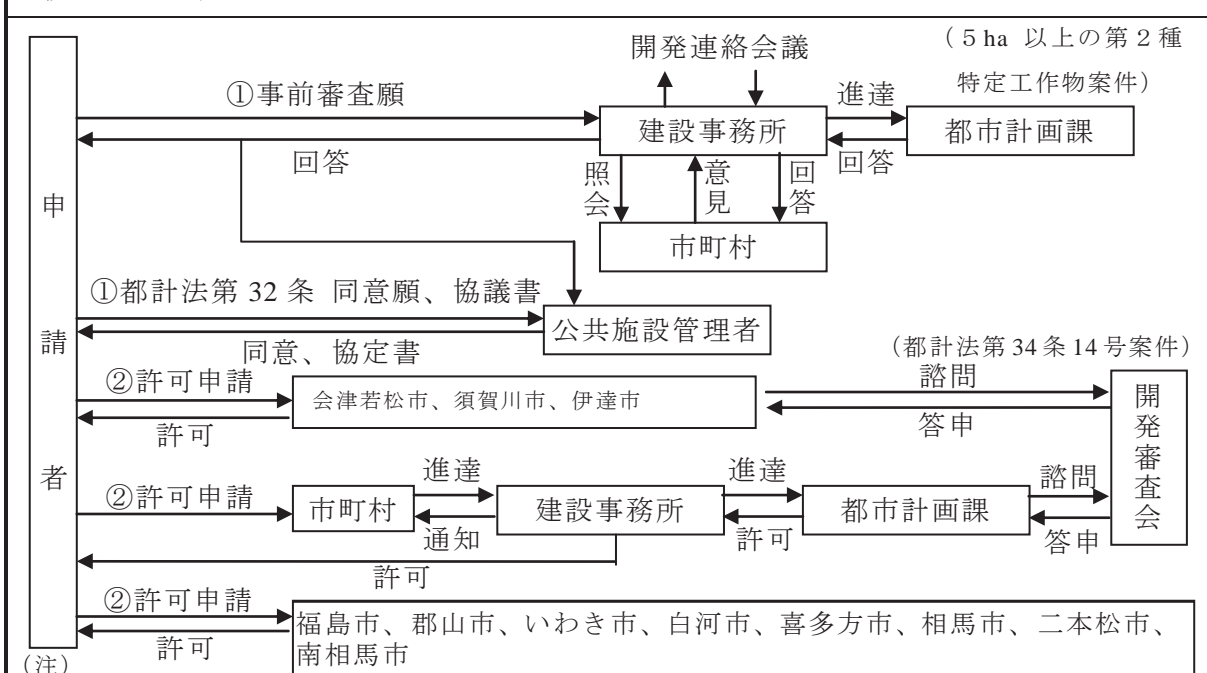 開発連絡会議
（５ha 以上の第２種
特定工作物案件）
①事前審査願
建設事務所
進達
都市計画課
回答
回答
照会
意見
回答
市町村
申請者
①都計法第 32 条 同意願、協議書
公共施設管理者
同意、協定書
（都計法第 34 条 14 号案件）
②許可申請
会津若松市、須賀川市、伊達市
諮問
許可
答申
開発審査会
②許可申請
市町村
進達
建設事務所
進達
都市計画課
諮問
通知
許可
答申
許可
②許可申請
福島市、郡山市、いわき市、白河市、喜多方市、相馬市、二本松市、
南相馬市
許可
（注）